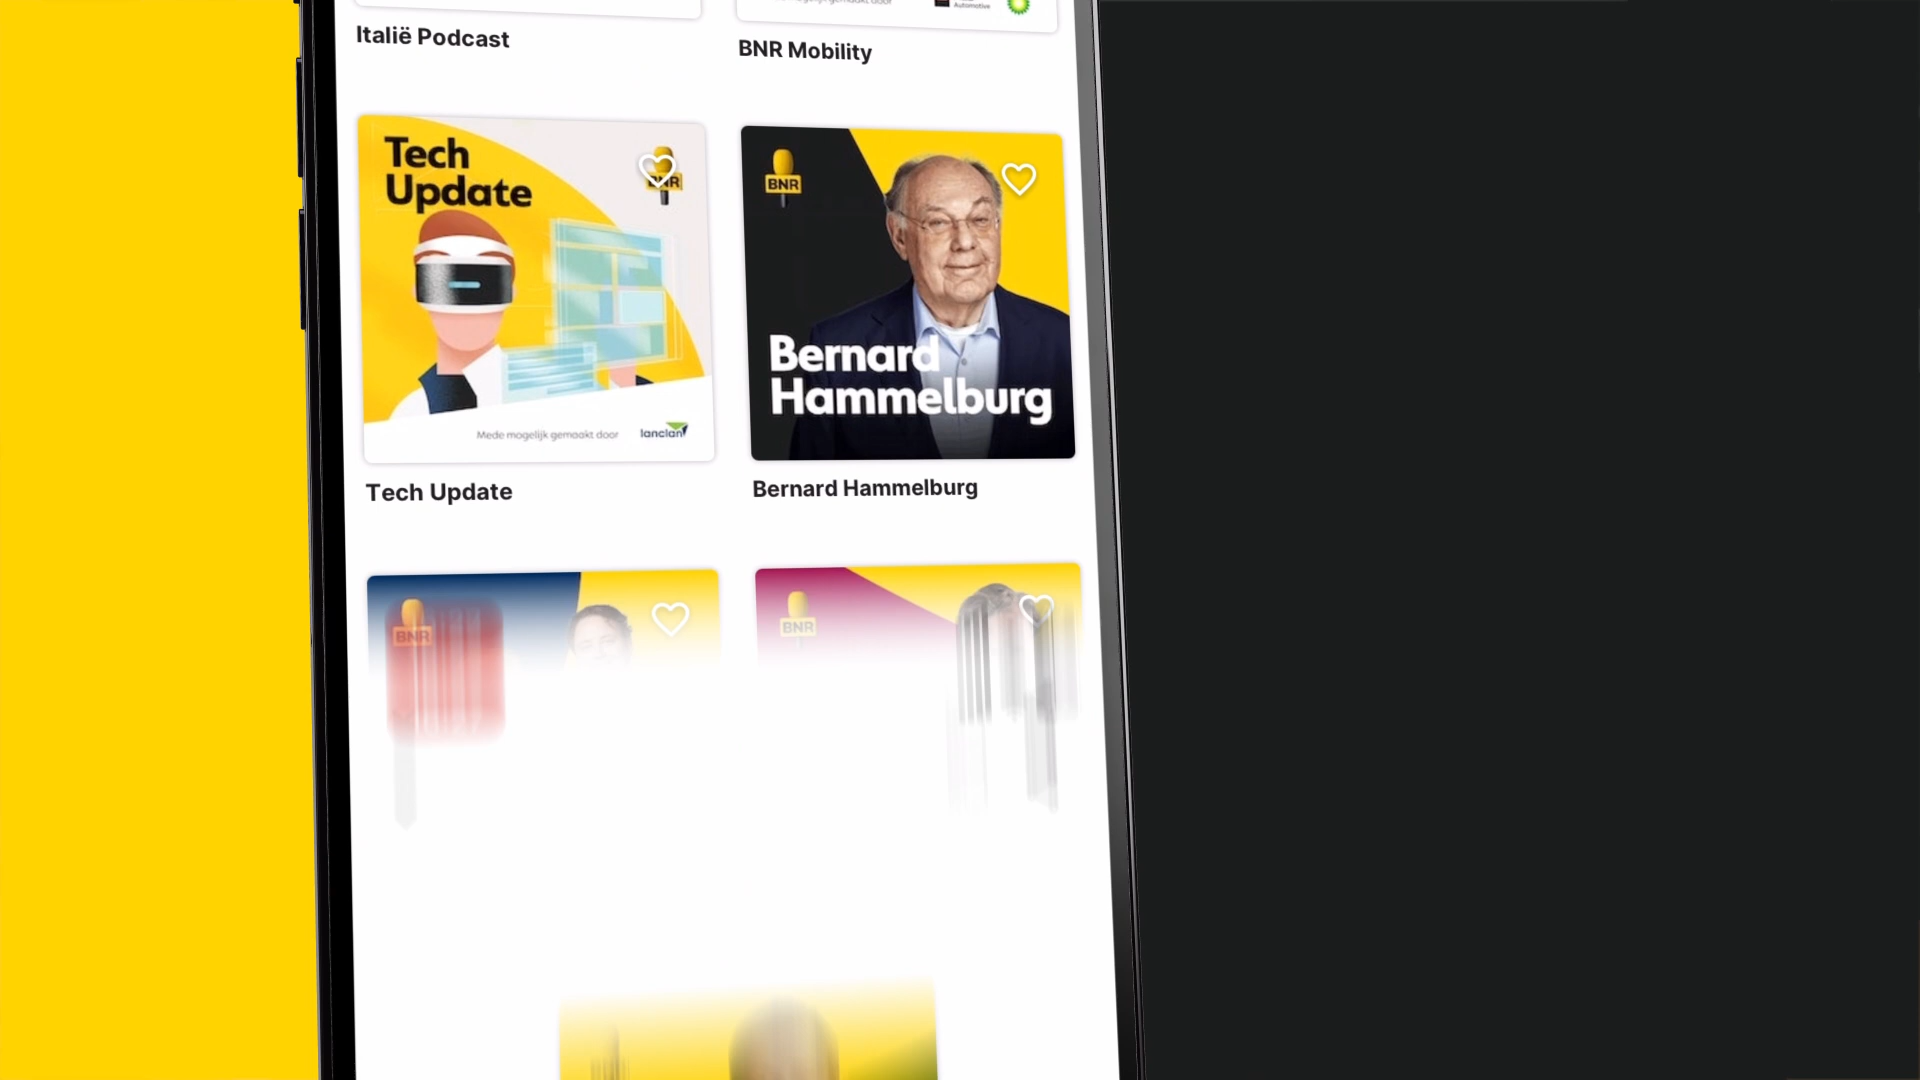 Automotive
Italië Podcast
BNR Mobility
Tech
Update
BNR
BNR
Bernard
Hammelburg
Mede mogelijk gemaakt door
lanclan
Tech Update
Bernard Hammelburg
BNR
BNR